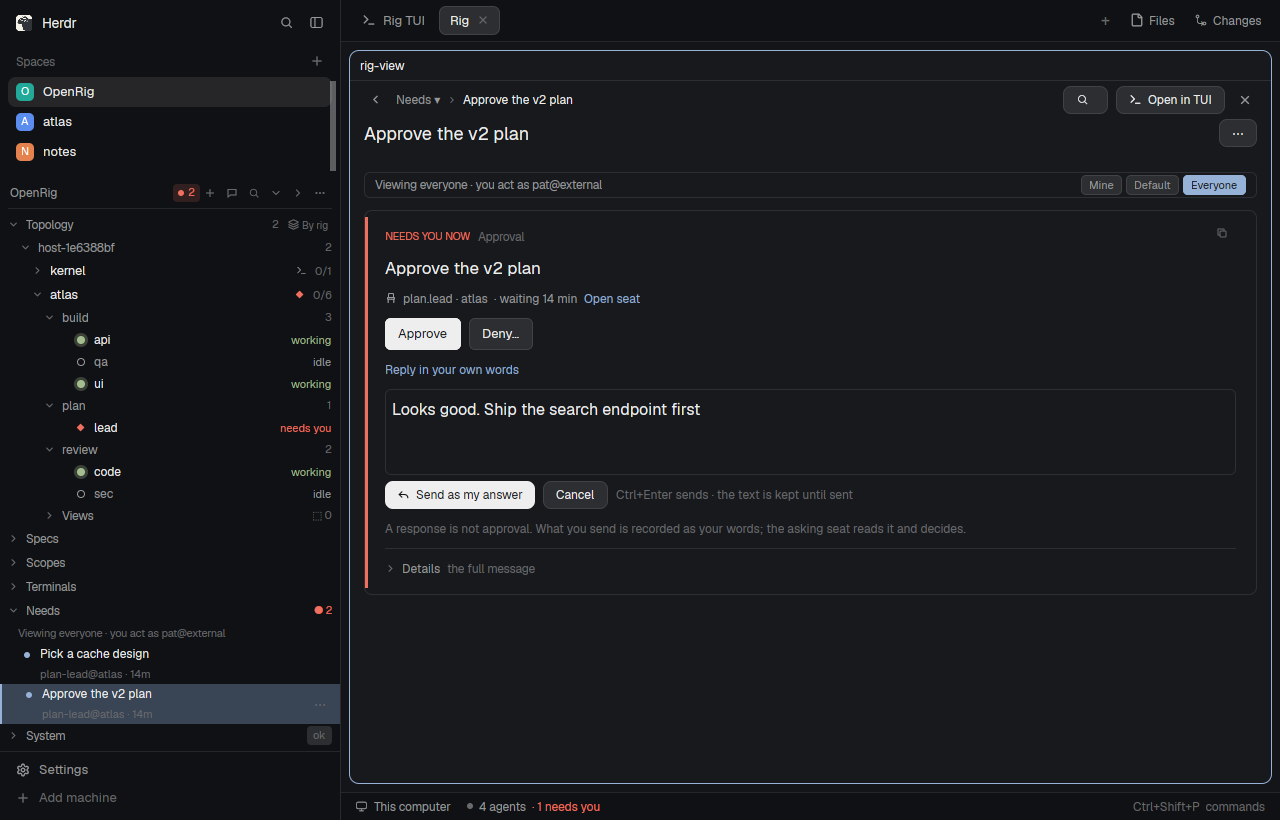 Herdr
Spaces
O OpenRig
A atlas
N notes
OpenRig 2
Topology 2 By rig
host-1e6388bf 2
kernel 0/1
atlas 0/6
build 3
api working
qa idle
ui working
plan 1
lead needs you
review 2
code working
sec idle
Views 0
Specs
Scopes
Terminals
Needs 2
Viewing everyone · you act as pat@external
Pick a cache design
plan-lead@atlas · 14m
Approve the v2 plan
plan-lead@atlas · 14m
...
System ok
Settings
Add machine
Rig TUI Rig Files Changes
rig-view
Needs Approve the v2 plan Open in TUI
Approve the v2 plan
...
Viewing everyone · you act as pat@external Mine Default Everyone
NEEDS YOU NOW Approval
Approve the v2 plan
plan.lead · atlas · waiting 14 min Open seat
Approve Deny…
Reply in your own words
Looks good. Ship the search endpoint first
Send as my answer Cancel Ctrl+Enter sends · the text is kept until sent
A response is not approval. What you send is recorded as your words; the asking seat reads it and decides.
Details the full message
This computer 4 agents · 1 needs you Ctrl+Shift+P commands